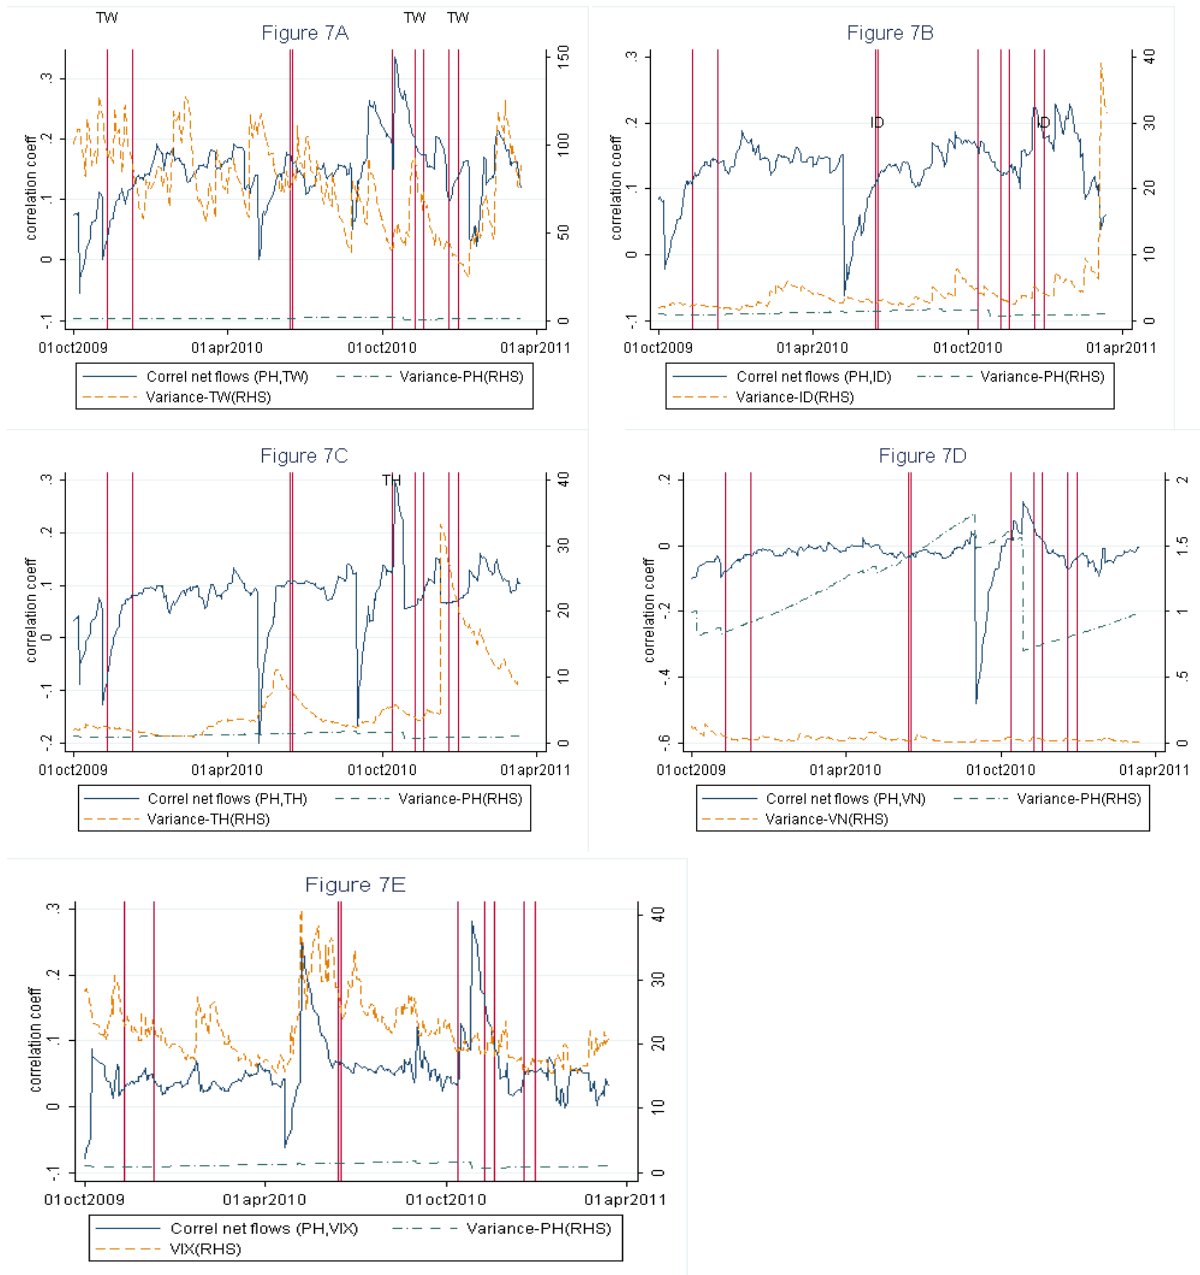 TW TW TW
Figure 7A
correlation coeff
.3
.2
.1
0
-.1
150
100
50
0
01oct2009 01apr2010 01oct2010 01apr2011
Correl net flows (PH,TW) Variance-PH(RHS)
Variance-TW(RHS)
Figure 7B
correlation coeff
.3
.2
.1
0
-.1
40
30
20
10
0
ID ID
01oct2009 01apr2010 01oct2010 01apr2011
Correl net flows (PH,ID) Variance-PH(RHS)
Variance-ID(RHS)
Figure 7C
TH
correlation coeff
.3
.2
.1
0
-.1
-.2
40
30
20
10
0
01oct2009 01apr2010 01oct2010 01apr2011
Correl net flows (PH,TH) Variance-PH(RHS)
Variance-TH(RHS)
Figure 7D
correlation coeff
.2
0
-.2
-.4
-.6
2
1.5
1
.5
0
01oct2009 01apr2010 01oct2010 01apr2011
Correl net flows (PH,VN) Variance-PH(RHS)
Variance-VN(RHS)
Figure 7E
correlation coeff
.3
.2
.1
0
-.1
40
30
20
10
0
01oct2009 01apr2010 01oct2010 01apr2011
Correl net flows (PH,VIX) Variance-PH(RHS)
VIX(RHS)